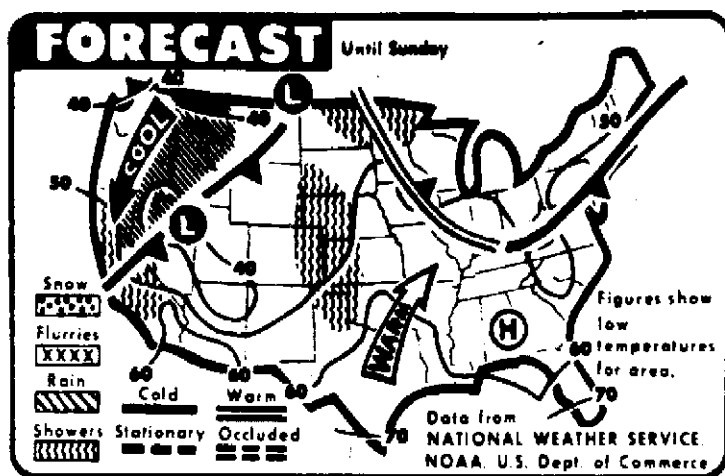 FORECAST
Until Sunday
40
40
L
40
COOL
50
50
L
40
Snow
Flurries
XXXX
Rain
Showers
60
60
60
Cold
Warm
Stationary
Occluded
WARM
H
70
Figures show
low
60 temperatures
for area.
70
Data from
NATIONAL WEATHER SERVICE,
NOAA, U.S. Dept. of Commerce